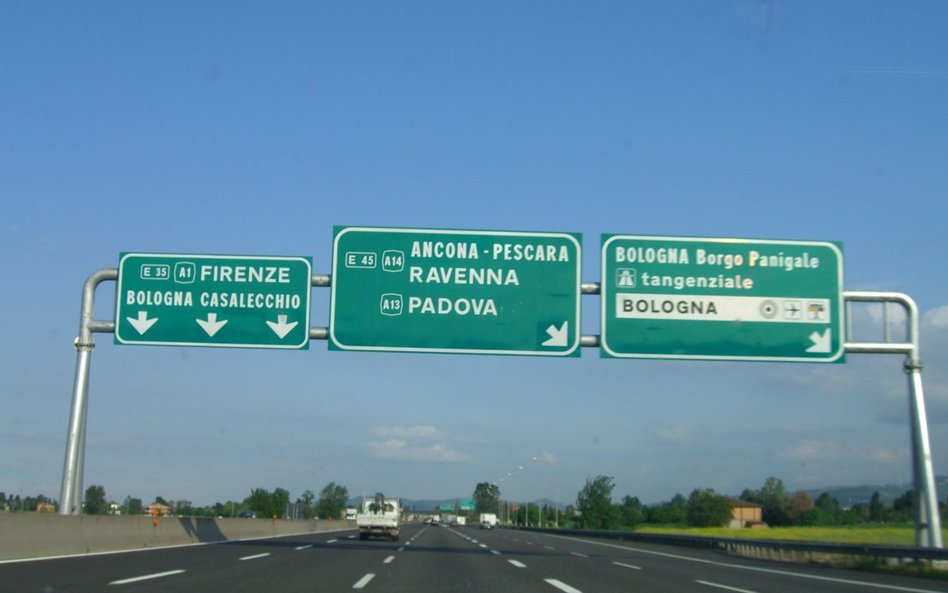 E 35 A1 FIRENZE
BOLOGNA CASALECCHIO
E 45 A14 ANCONA - PESCARA
RAVENNA
A13 PADOVA
BOLOGNA Borgo Panigale
tangenziale
BOLOGNA